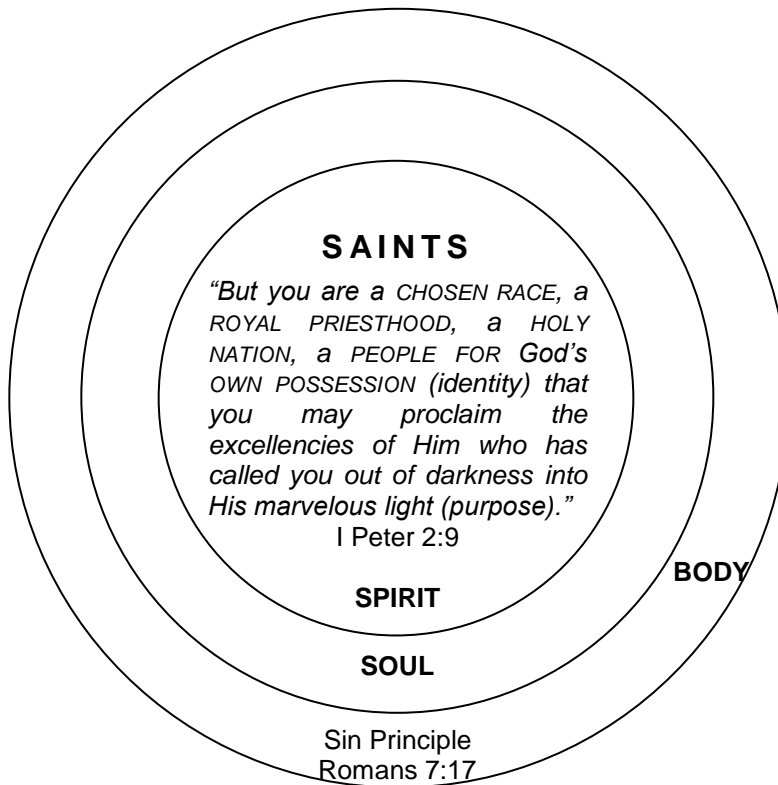 SAINTS
“But you are a CHOSEN RACE, a
ROYAL PRIESTHOOD, a HOLY
NATION, a PEOPLE FOR God’s
OWN POSSESSION (identity) that
you may proclaim the
excellencies of Him who has
called you out of darkness into
His marvelous light (purpose).”
I Peter 2:9
BODY
SPIRIT
SOUL
Sin Principle
Romans 7:17